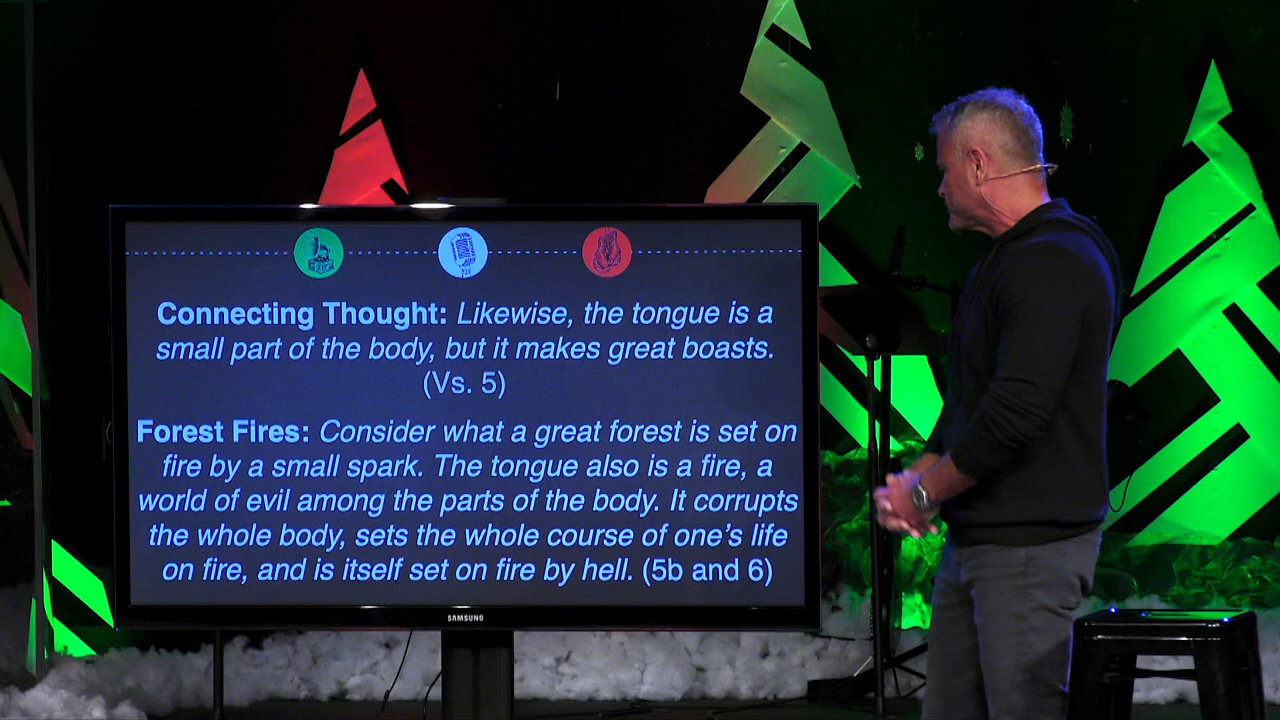 Connecting Thought: Likewise, the tongue is a
small part of the body, but it makes great boasts.
(Vs. 5)
Forest Fires: Consider what a great forest is set on
fire by a small spark. The tongue also is a fire, a
world of evil among the parts of the body. It corrupts
the whole body, sets the whole course of one’s life
on fire, and is itself set on fire by hell. (5b and 6)
SAMSUNG